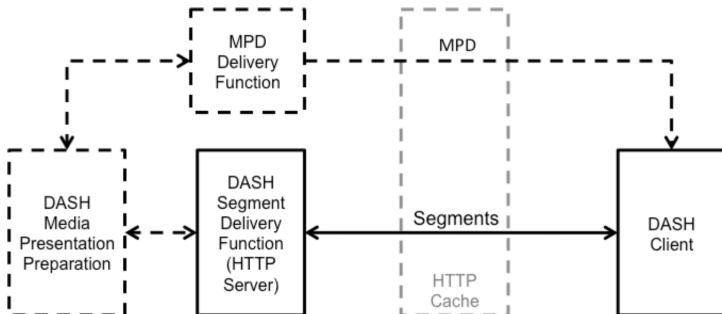 MPD
Delivery
Function
MPD
DASH
Media
Presentation
Preparation
DASH
Segment
Delivery
Function
(HTTP
Server)
Segments
HTTP
Cache
DASH
Client